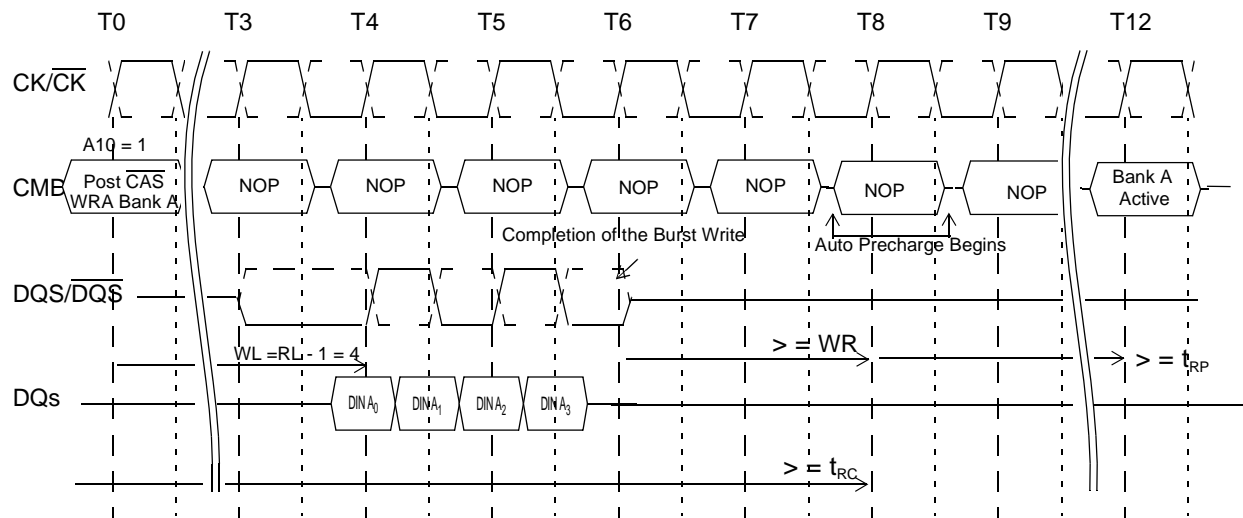 T0 T3 T4 T5 T6 T7 T8 T9 T12
CK/CK
A10 = 1
CMD
Post CAS
WRA Bank A
NOP NOP NOP NOP NOP NOP NOP
Bank A
Active
Completion of the Burst Write
Auto Precharge Begins
DQS/DQS
WL =RL - 1 = 4
> = WR
> = tRP
DQs
DIN A0 DIN A1 DIN A2 DIN A3
> = tRC